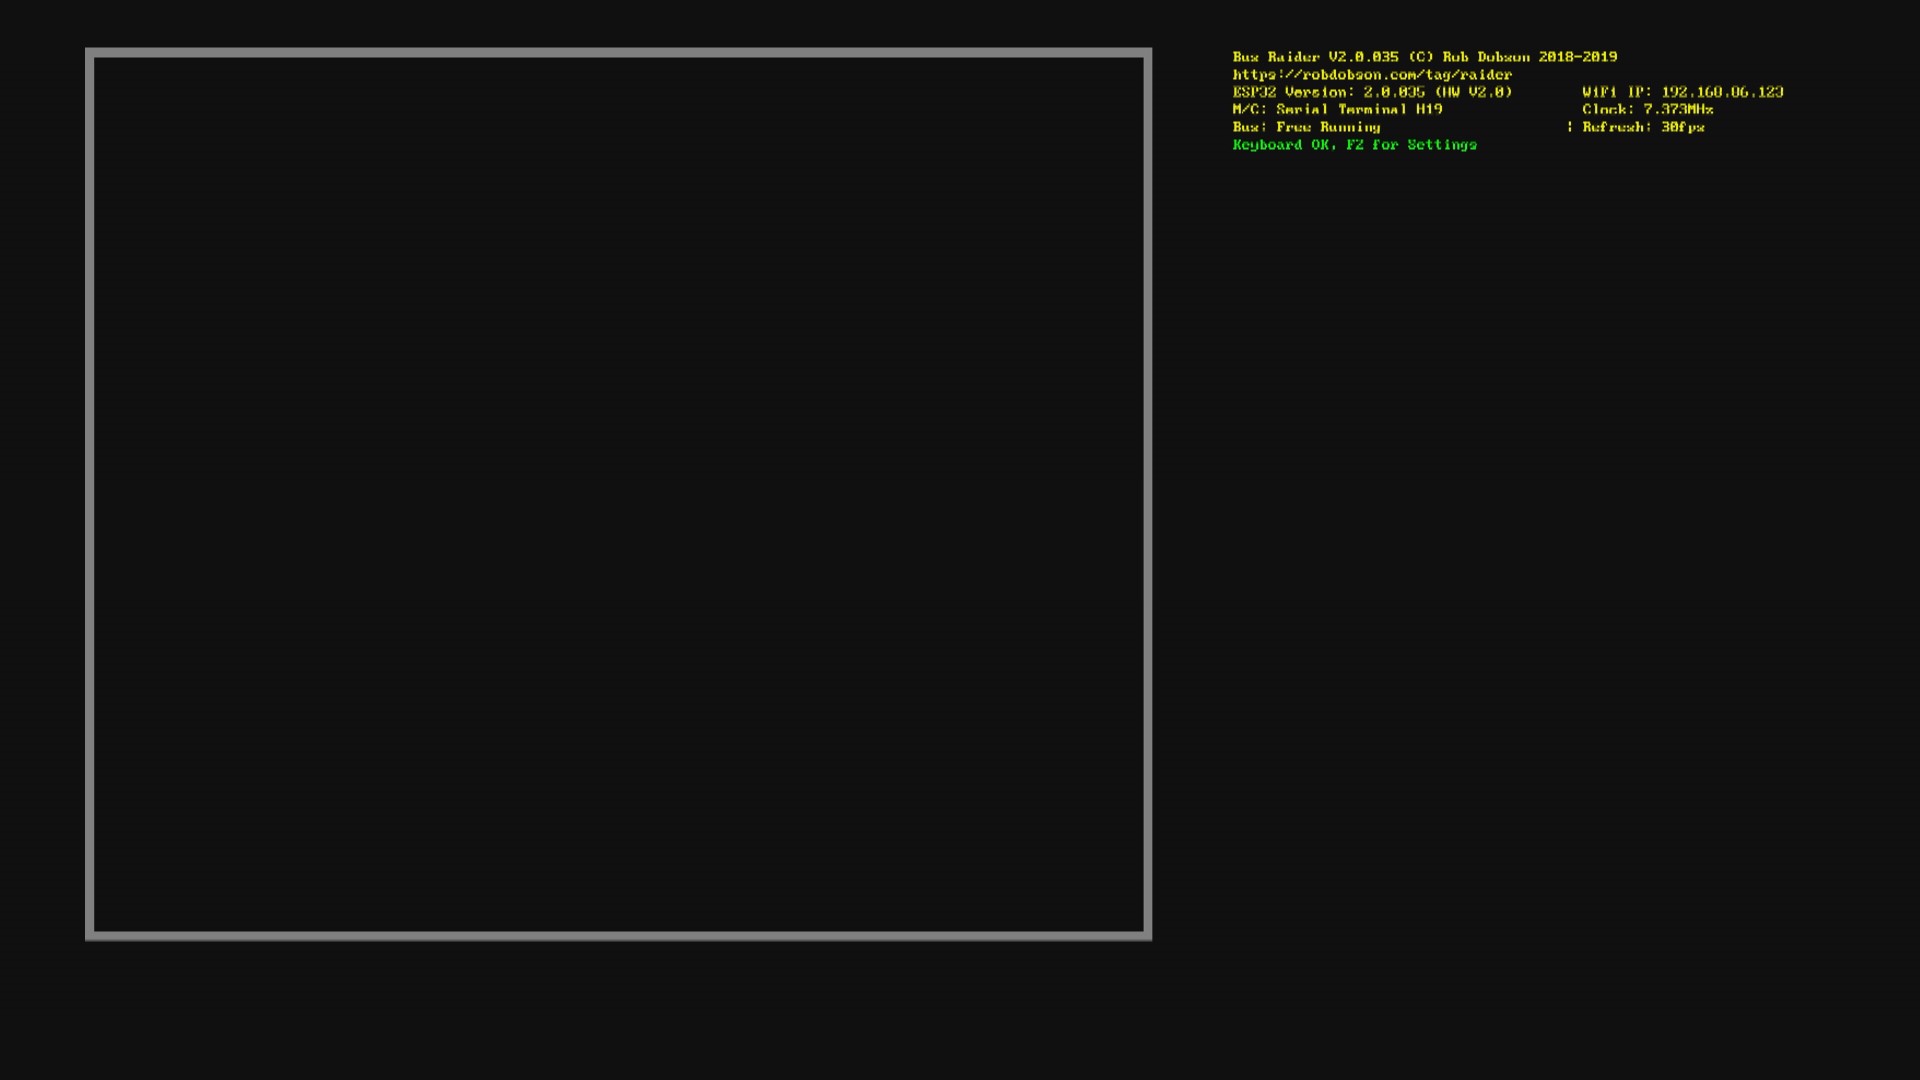 Bus Raider V2.0.035 (C) Rob Dobson 2018-2019
https://robdobson.com/tag/raider
ESP32 Version: 2.0.035 (HW V2.0) WiFi IP: 192.168.86.123
M/C: Serial Terminal H19 Clock: 7.373MHz
Bus: Free Running | Refresh: 30fps
Keyboard OK, F2 for Settings